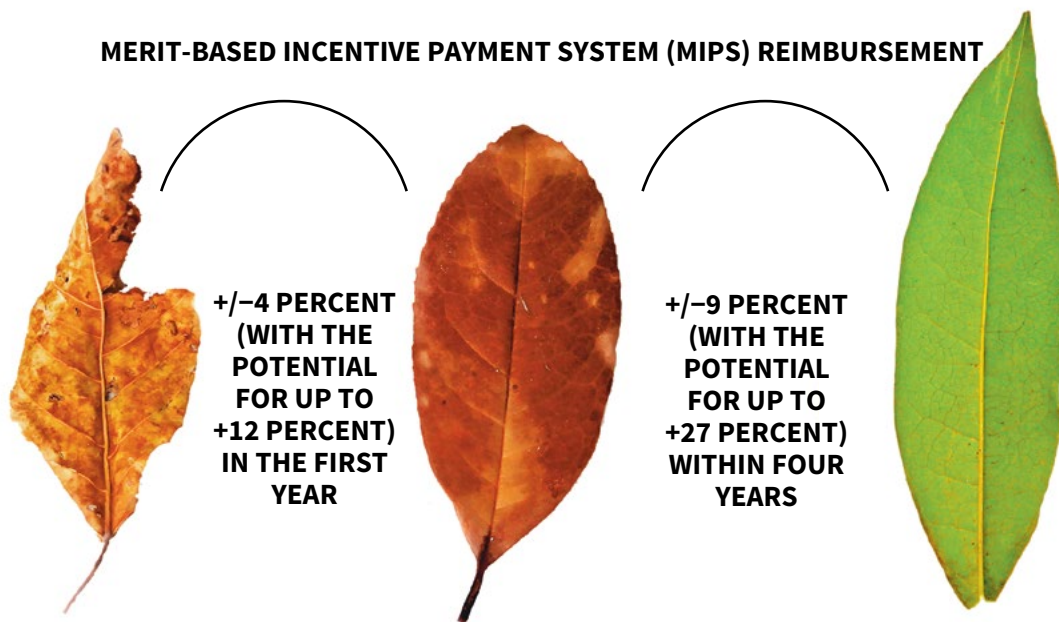 MERIT-BASED INCENTIVE PAYMENT SYSTEM (MIPS) REIMBURSEMENT
+/−4 PERCENT
(WITH THE
POTENTIAL
FOR UP TO
+12 PERCENT)
IN THE FIRST
YEAR
+/−9 PERCENT
(WITH THE
POTENTIAL
FOR UP TO
+27 PERCENT)
WITHIN FOUR
YEARS